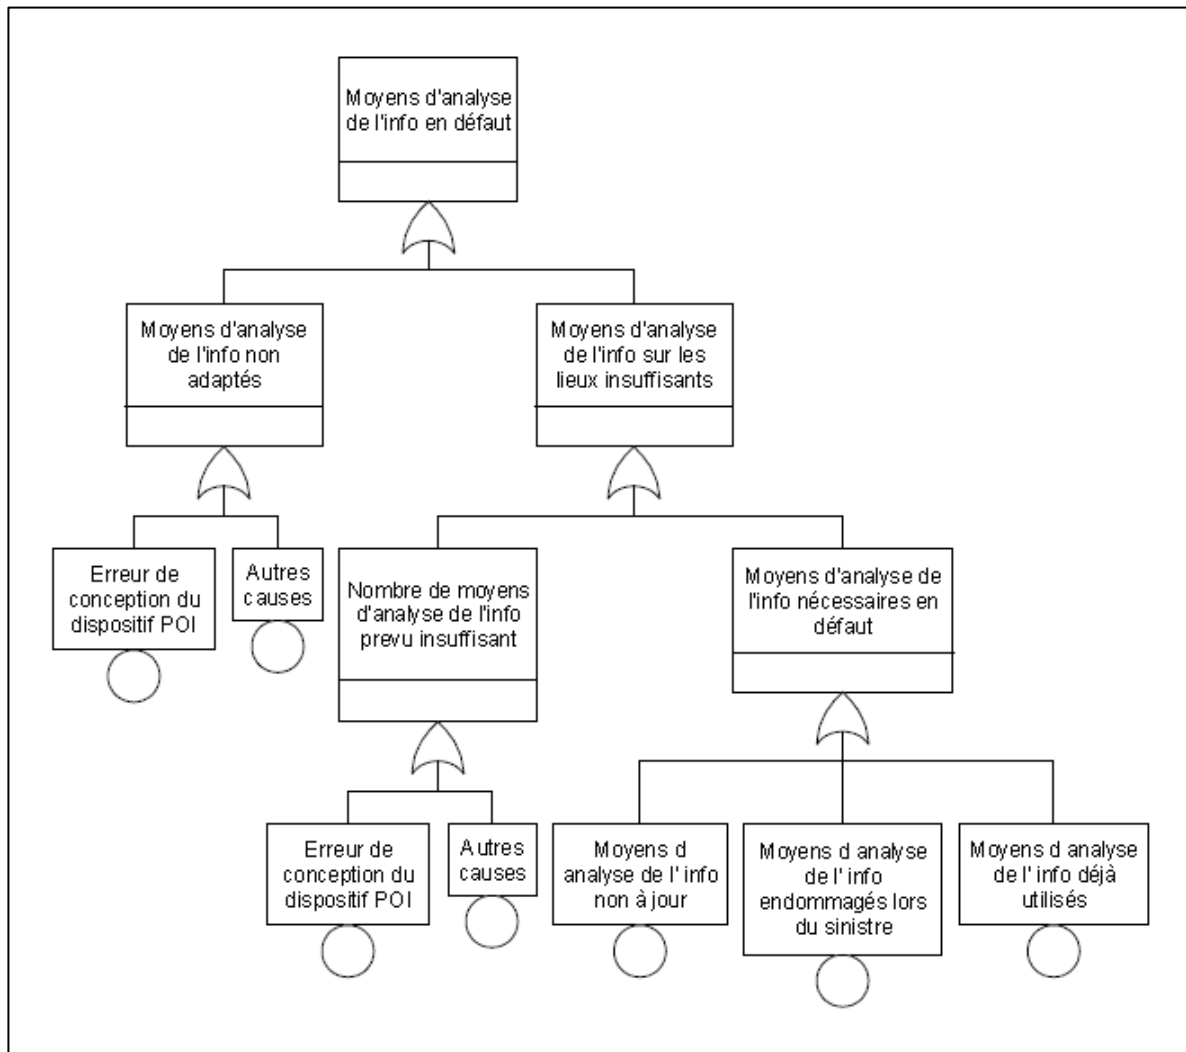 Moyens d'analyse
de l'info en défaut
Moyens d'analyse
de l'info non
adaptés
Moyens d'analyse
de l'info sur les
lieux insuffisants
Erreur de
conception du
dispositif POI
Autres
causes
Nombre de moyens
d'analyse de l'info
prevu insuffisant
Moyens d'analyse de
l'info nécessaires en
défaut
Erreur de
conception du
dispositif POI
Autres
causes
Moyens d
analyse de l' info
non à jour
Moyens d analyse
de l' info
endommagés lors
du sinistre
Moyens d analyse
de l' info déjà
utilisés